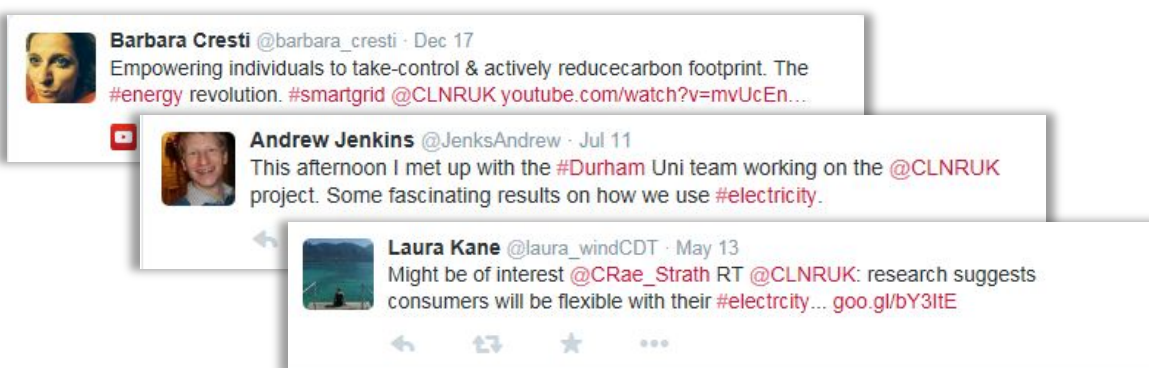 Barbara Cresti @barbara_cresti · Dec 17
Empowering individuals to take-control & actively reducecarbon footprint. The
#energy revolution. #smartgrid @CLNRUK youtube.com/watch?v=mvUcEn...
Andrew Jenkins @JenksAndrew · Jul 11
This afternoon I met up with the #Durham Uni team working on the @CLNRUK
project. Some fascinating results on how we use #electricity.
Laura Kane @laura_windCDT · May 13
Might be of interest @CRae_Strath RT @CLNRUK: research suggests
consumers will be flexible with their #electrcity... goo.gl/bY3ItE